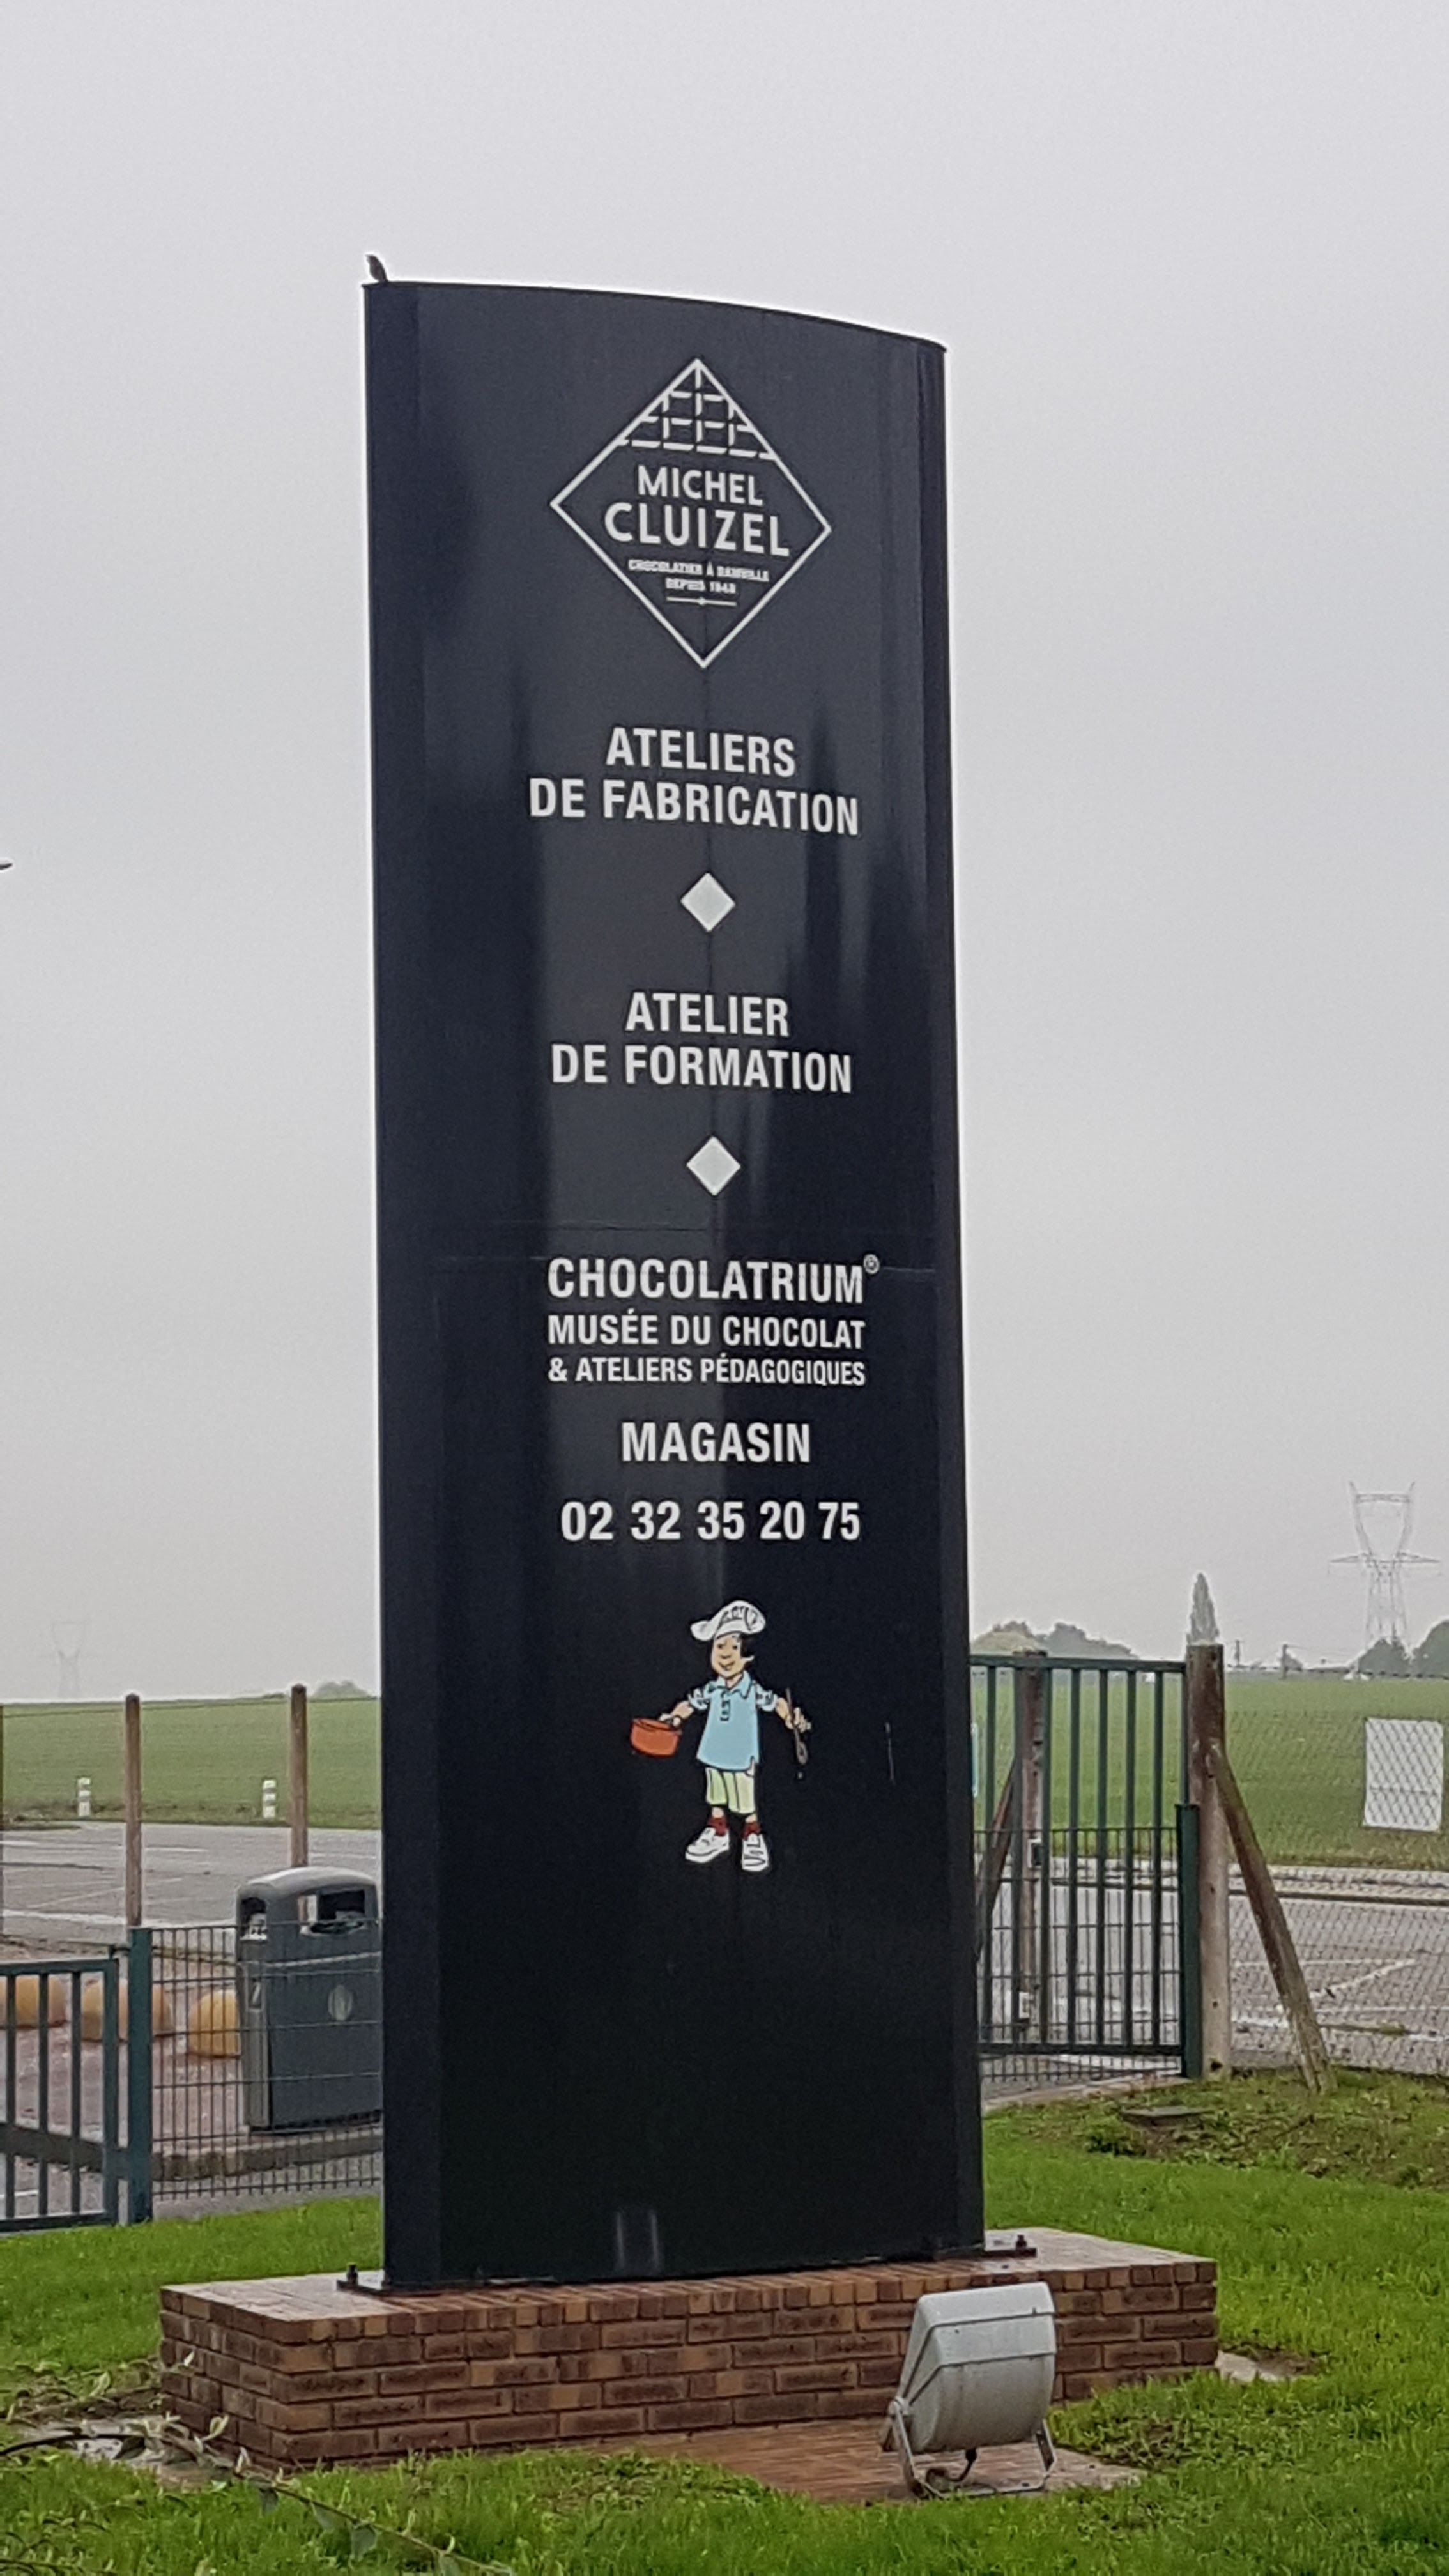 MICHEL
CLUIZEL
CHOCOLATIER À DAMVILLE
DEPUIS 1948
ATELIERS
DE FABRICATION
ATELIER
DE FORMATION
CHOCOLATRIUM®
MUSÉE DU CHOCOLAT
& ATELIERS PÉDAGOGIQUES
MAGASIN
02 32 35 20 75